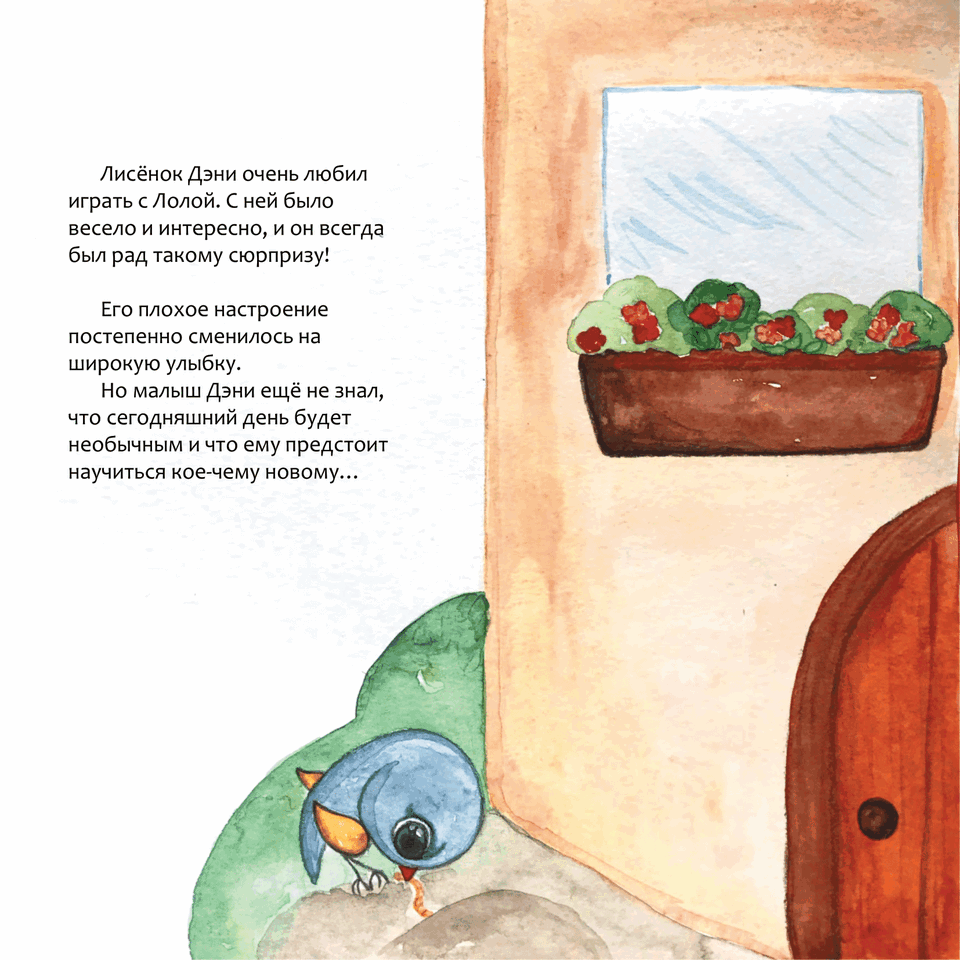 Лисёнок Дэни очень любил
играть с Лолой. С ней было
весело и интересно, и он всегда
был рад такому сюрпризу!
Его плохое настроение
постепенно сменилось на
широкую улыбку.
Но малыш Дэни ещё не знал,
что сегодняшний день будет
необычным и что ему предстоит
научиться кое-чему новому…